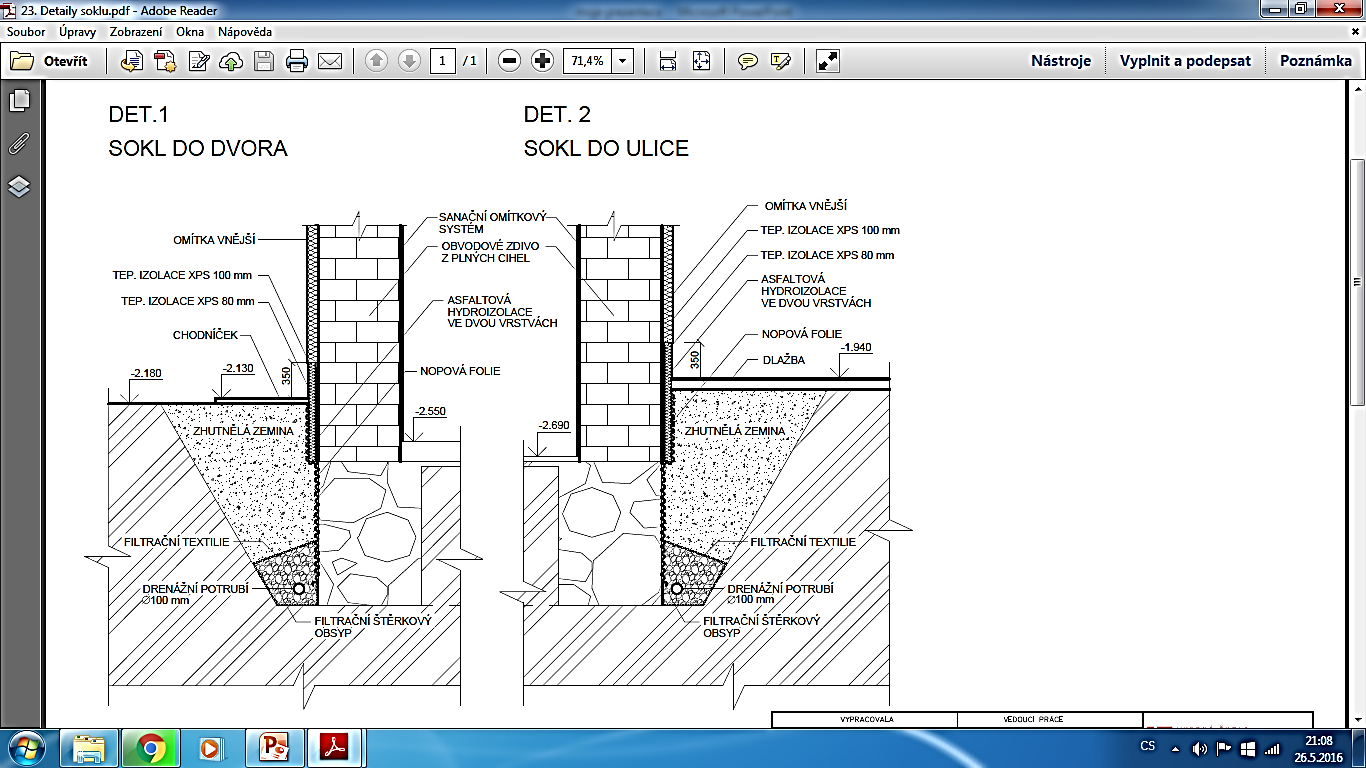 23. Detaily soklu.pdf - Adobe Reader
Soubor Úpravy Zobrazení Okna Nápověda
Otevřít 1 / 1 71,4% Nástroje Vyplnit a podepsat Poznámka
DET.1
SOKL DO DVORA
DET. 2
SOKL DO ULICE
OMÍTKA VNĚJŠÍ
TEP. IZOLACE XPS 100 mm
TEP. IZOLACE XPS 80 mm
CHODNÍČEK
-2.180
-2.130
350
ZHUTNĚLÁ ZEMINA
FILTRAČNÍ TEXTILIE
DRENÁŽNÍ POTRUBÍ
∅100 mm
FILTRAČNÍ ŠTĚRKOVÝ
OBSYP
SANAČNÍ OMÍTKOVÝ
SYSTÉM
OBVODOVÉ ZDIVO
Z PLNÝCH CIHEL
ASFALTOVÁ
HYDROIZOLACE
VE DVOU VRSTVÁCH
NOPOVÁ FOLIE
-2.550
-2.690
OMÍTKA VNĚJŠÍ
TEP. IZOLACE XPS 100 mm
TEP. IZOLACE XPS 80 mm
ASFALTOVÁ
HYDROIZOLACE
VE DVOU VRSTVÁCH
NOPOVÁ FOLIE
DLAŽBA
-1.940
350
ZHUTNĚLÁ ZEMINA
FILTRAČNÍ TEXTILIE
DRENÁŽNÍ POTRUBÍ
∅100 mm
FILTRAČNÍ ŠTĚRKOVÝ
OBSYP
VYPRACOVALA
VEDOUCÍ PRÁCE
CS
21:08
26.5.2016